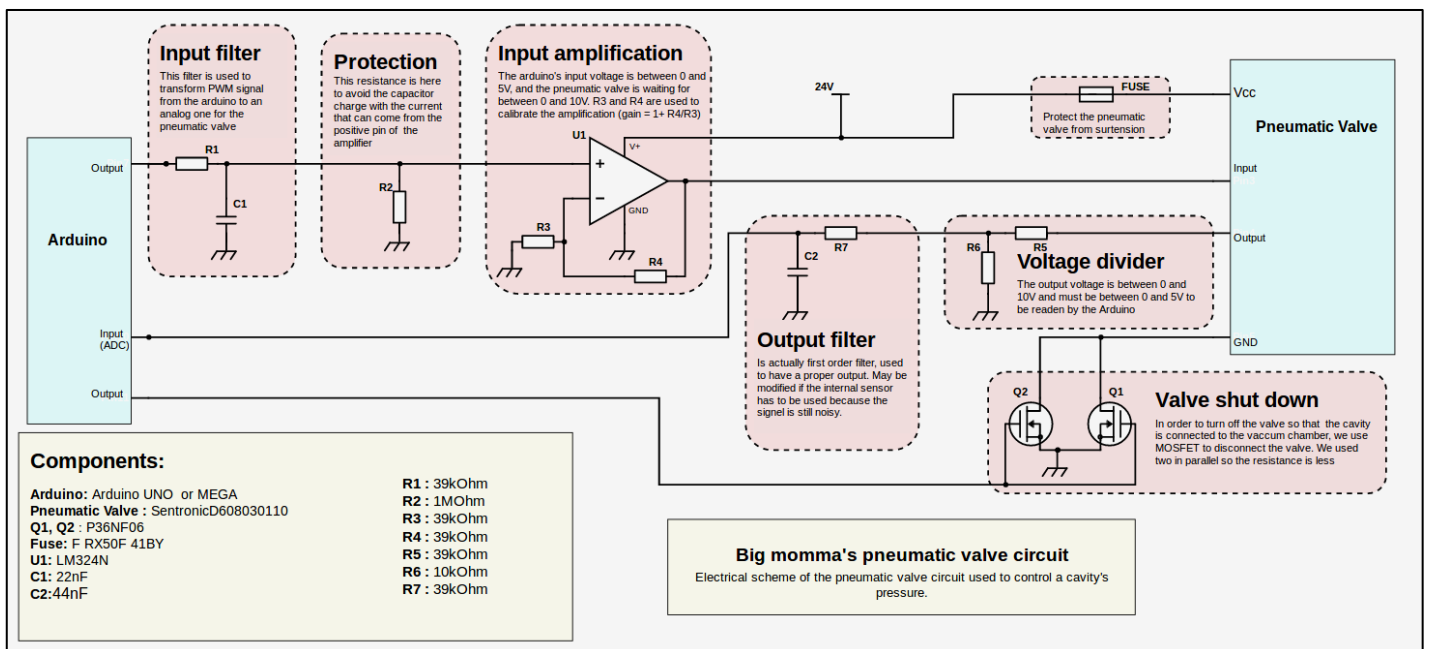 Input filter
This filter is used to
transform PWM signal
from the arduino to an
analog one for the
pneumatic valve
R1
C1
Protection
This resistance is here
to avoid the capacitor
charge with the current
that can come from the
positive pin of the
amplifier
R2
Input amplification
The arduino's input voltage is between 0 and
5V, and the pneumatic valve is waiting for
between 0 and 10V. R3 and R4 are used to
calibrate the amplification (gain = 1+ R4/R3)
U1
V+
+
−
GND
R3
R4
24V
FUSE
Protect the pneumatic
valve from surtension
Vcc
Pneumatic Valve
Input
Output
GND
Output
Arduino
Input
(ADC)
Output
C2
R7
Output filter
Is actually first order filter, used
to have a proper output. May be
modified if the internal sensor
has to be used because the
signel is still noisy.
R6
R5
Voltage divider
The output voltage is between 0 and
10V and must be between 0 and 5V to
be readen by the Arduino
Q2
Q1
Valve shut down
In order to turn off the valve so that the cavity
is connected to the vaccum chamber, we use
MOSFET to disconnect the valve. We used
two in parallel so the resistance is less
Components:
Arduino: Arduino UNO or MEGA
Pneumatic Valve : SentronicD608030110
Q1, Q2 : P36NF06
Fuse: F RX50F 41BY
U1: LM324N
C1: 22nF
C2:44nF
R1 : 39kOhm
R2 : 1MOhm
R3 : 39kOhm
R4 : 39kOhm
R5 : 39kOhm
R6 : 10kOhm
R7 : 39kOhm
Big momma's pneumatic valve circuit
Electrical scheme of the pneumatic valve circuit used to control a cavity's
pressure.